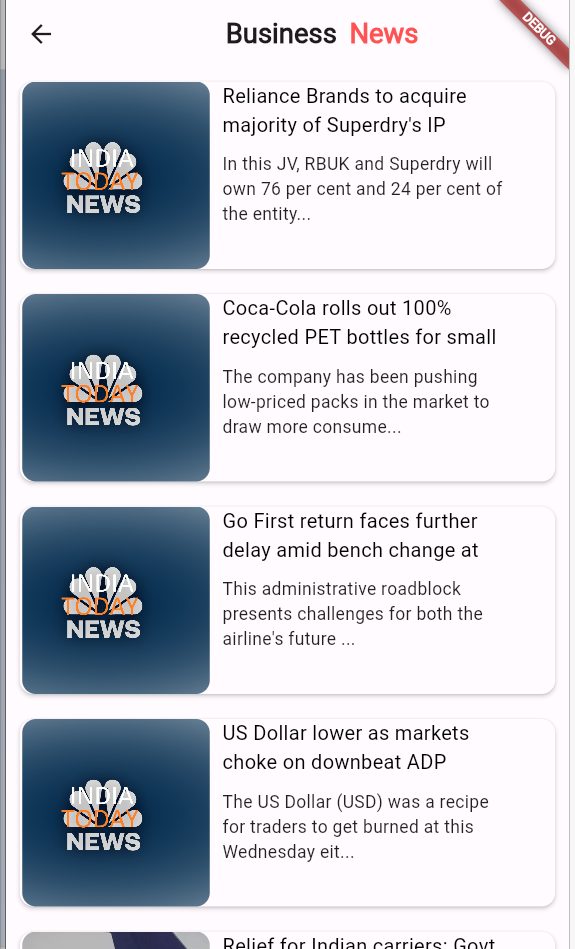 Business News
DEBUG
INDIA
TODAY
NEWS
Reliance Brands to acquire
majority of Superdry's IP
In this JV, RBUK and Superdry will
own 76 per cent and 24 per cent of
the entity...
INDIA
TODAY
NEWS
Coca-Cola rolls out 100%
recycled PET bottles for small
The company has been pushing
low-priced packs in the market to
draw more consume...
INDIA
TODAY
NEWS
Go First return faces further
delay amid bench change at
This administrative roadblock
presents challenges for both the
airline's future ...
INDIA
TODAY
NEWS
US Dollar lower as markets
choke on downbeat ADP
The US Dollar (USD) was a recipe
for traders to get burned at this
Wednesday eit...
Relief for Indian carriers: Govt